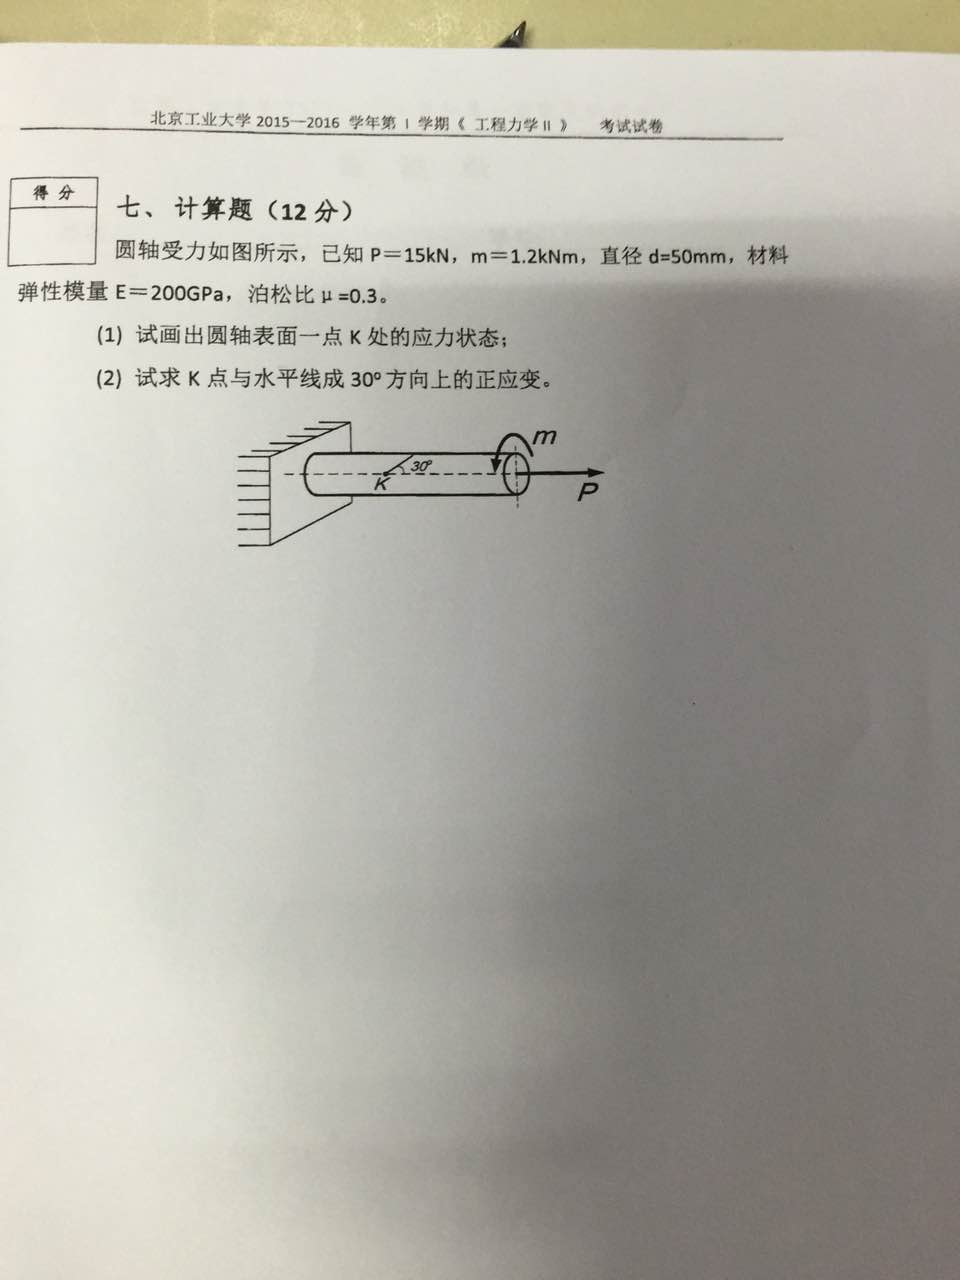 北京工业大学 2015—2016 学年第 I 学期《 工程力学 II 》 考试试卷
得 分
七、 计算题（12 分）
圆轴受力如图所示，已知 P＝15kN，m＝1.2kNm，直径 d=50mm，材料
弹性模量 E＝200GPa，泊松比 μ =0.3。
(1) 试画出圆轴表面一点 K 处的应力状态；
(2) 试求 K 点与水平线成 30° 方向上的正应变。
m
30°
K
P